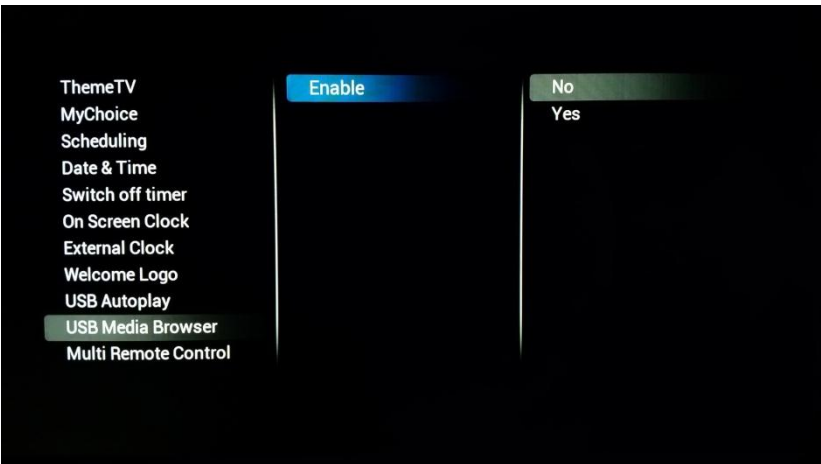 ThemeTV
MyChoice
Scheduling
Date & Time
Switch off timer
On Screen Clock
External Clock
Welcome Logo
USB Autoplay
USB Media Browser
Multi Remote Control
Enable
No
Yes